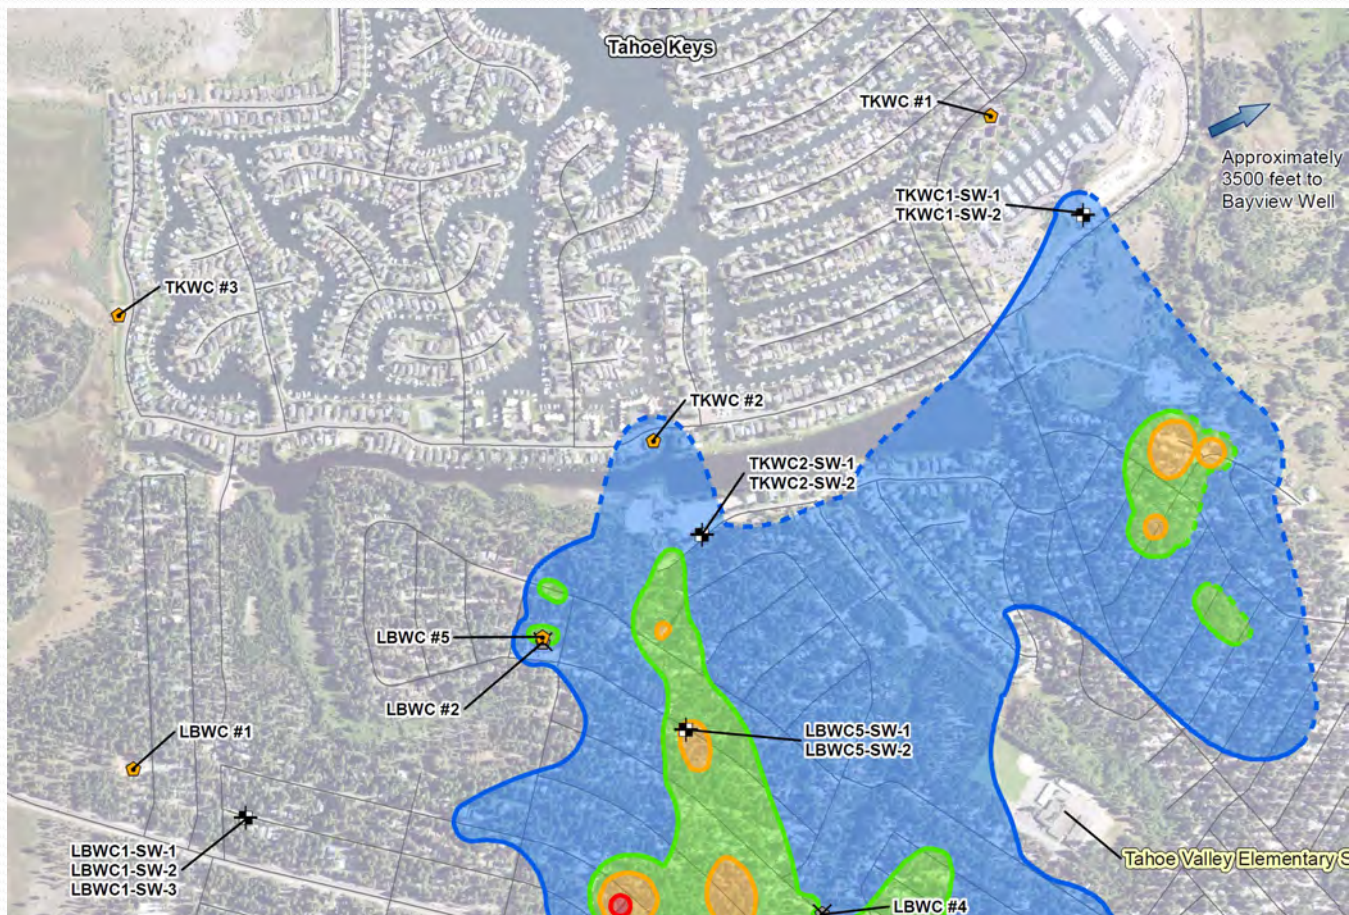 Tahoe Keys
TKWC #1
Approximately
3500 feet to
Bayview Well
TKWC1-SW-1
TKWC1-SW-2
TKWC #3
TKWC #2
TKWC2-SW-1
TKWC2-SW-2
LBWC #5
LBWC #2
LBWC #1
LBWC5-SW-1
LBWC5-SW-2
LBWC1-SW-1
LBWC1-SW-2
LBWC1-SW-3
Tahoe Valley Elementary S
LBWC #4